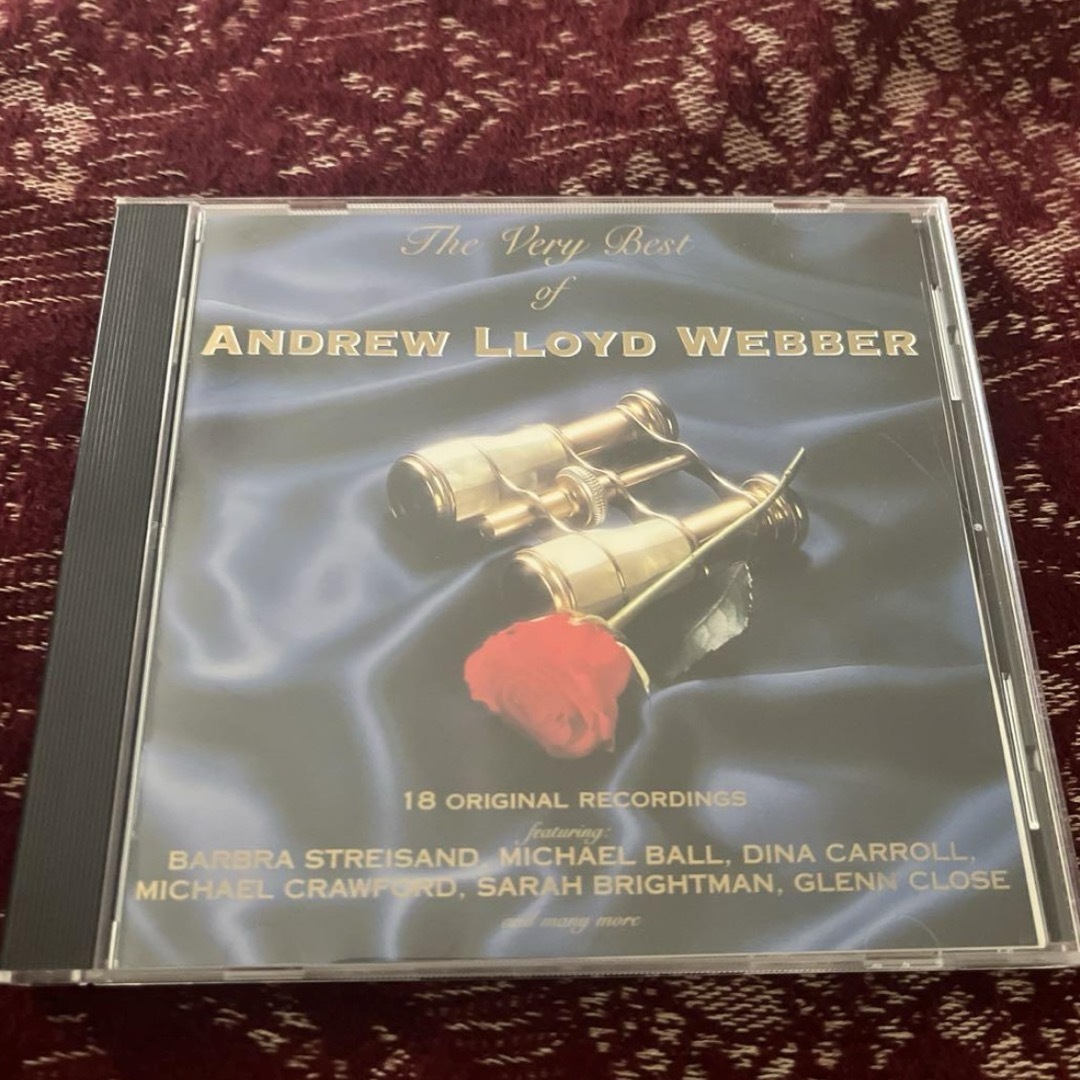 The Very Best
of
ANDREW LLOYD WEBBER
18 ORIGINAL RECORDINGS
featuring:
BARBRA STREISAND, MICHAEL BALL, DINA CARROLL,
MICHAEL CRAWFORD, SARAH BRIGHTMAN, GLENN CLOSE
and many more